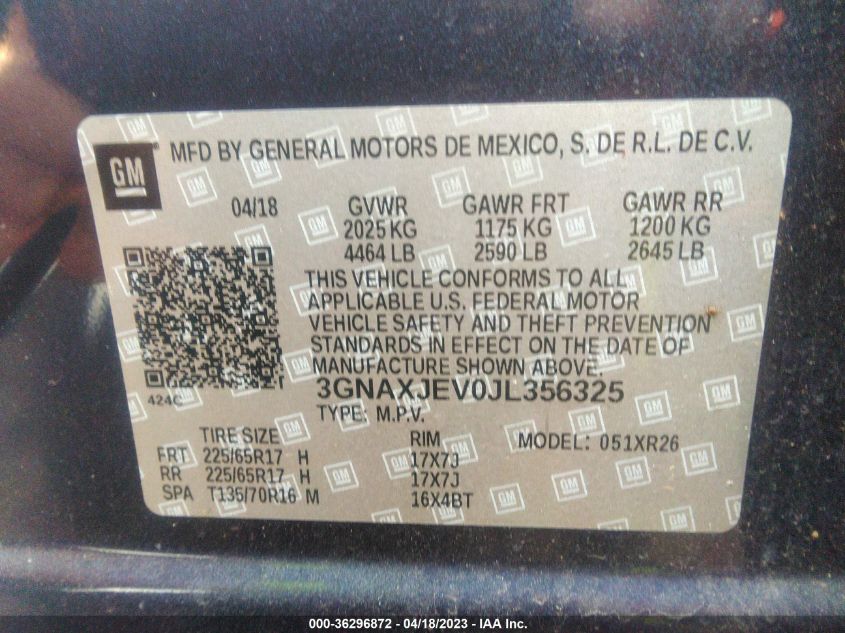 GM
MFD BY GENERAL MOTORS DE MEXICO, S. DE R.L. DE C.V.
04/18 GVWR GAWR FRT GAWR RR
2025 KG 1175 KG 1200 KG
4464 LB 2590 LB 2645 LB
THIS VEHICLE CONFORMS TO ALL
APPLICABLE U.S. FEDERAL MOTOR
VEHICLE SAFETY AND THEFT PREVENTION
STANDARDS IN EFFECT ON THE DATE OF
MANUFACTURE SHOWN ABOVE.
424C 3GNAXJEV0JL356325
TYPE: M.P.V.
TIRE SIZE RIM MODEL: 051XR26
FRT 225/65R17 H 17X7J
RR 225/65R17 H 17X7J
SPA T135/70R16 M 16X4BT
000-36296872 - 04/18/2023 - IAA Inc.